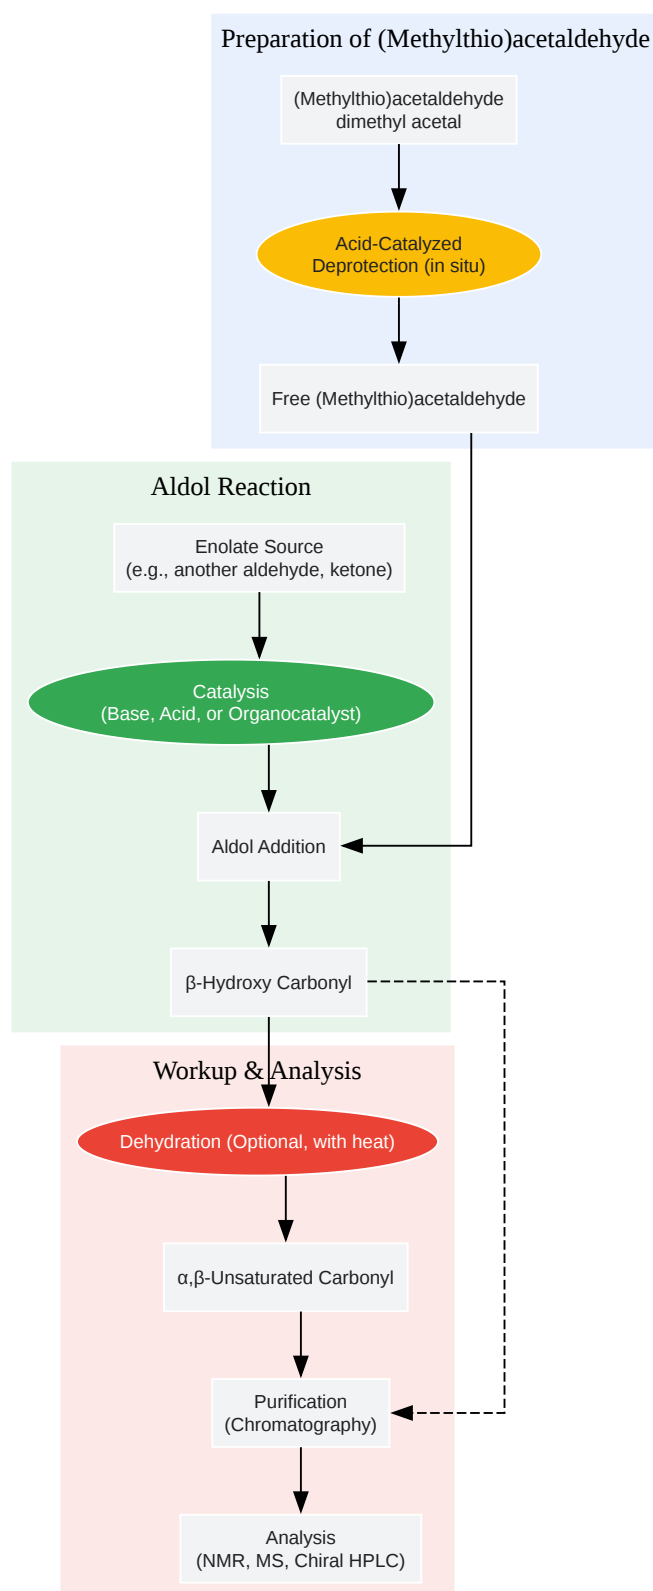 Preparation of (Methylthio)acetaldehyde
(Methylthio)acetaldehyde
dimethyl acetal
Acid-Catalyzed
Deprotection (in situ)
Free (Methylthio)acetaldehyde
Aldol Reaction
Enolate Source
(e.g., another aldehyde, ketone)
Catalysis
(Base, Acid, or Organocatalyst)
Aldol Addition
β-Hydroxy Carbonyl
Workup & Analysis
Dehydration (Optional, with heat)
α,β-Unsaturated Carbonyl
Purification
(Chromatography)
Analysis
(NMR, MS, Chiral HPLC)